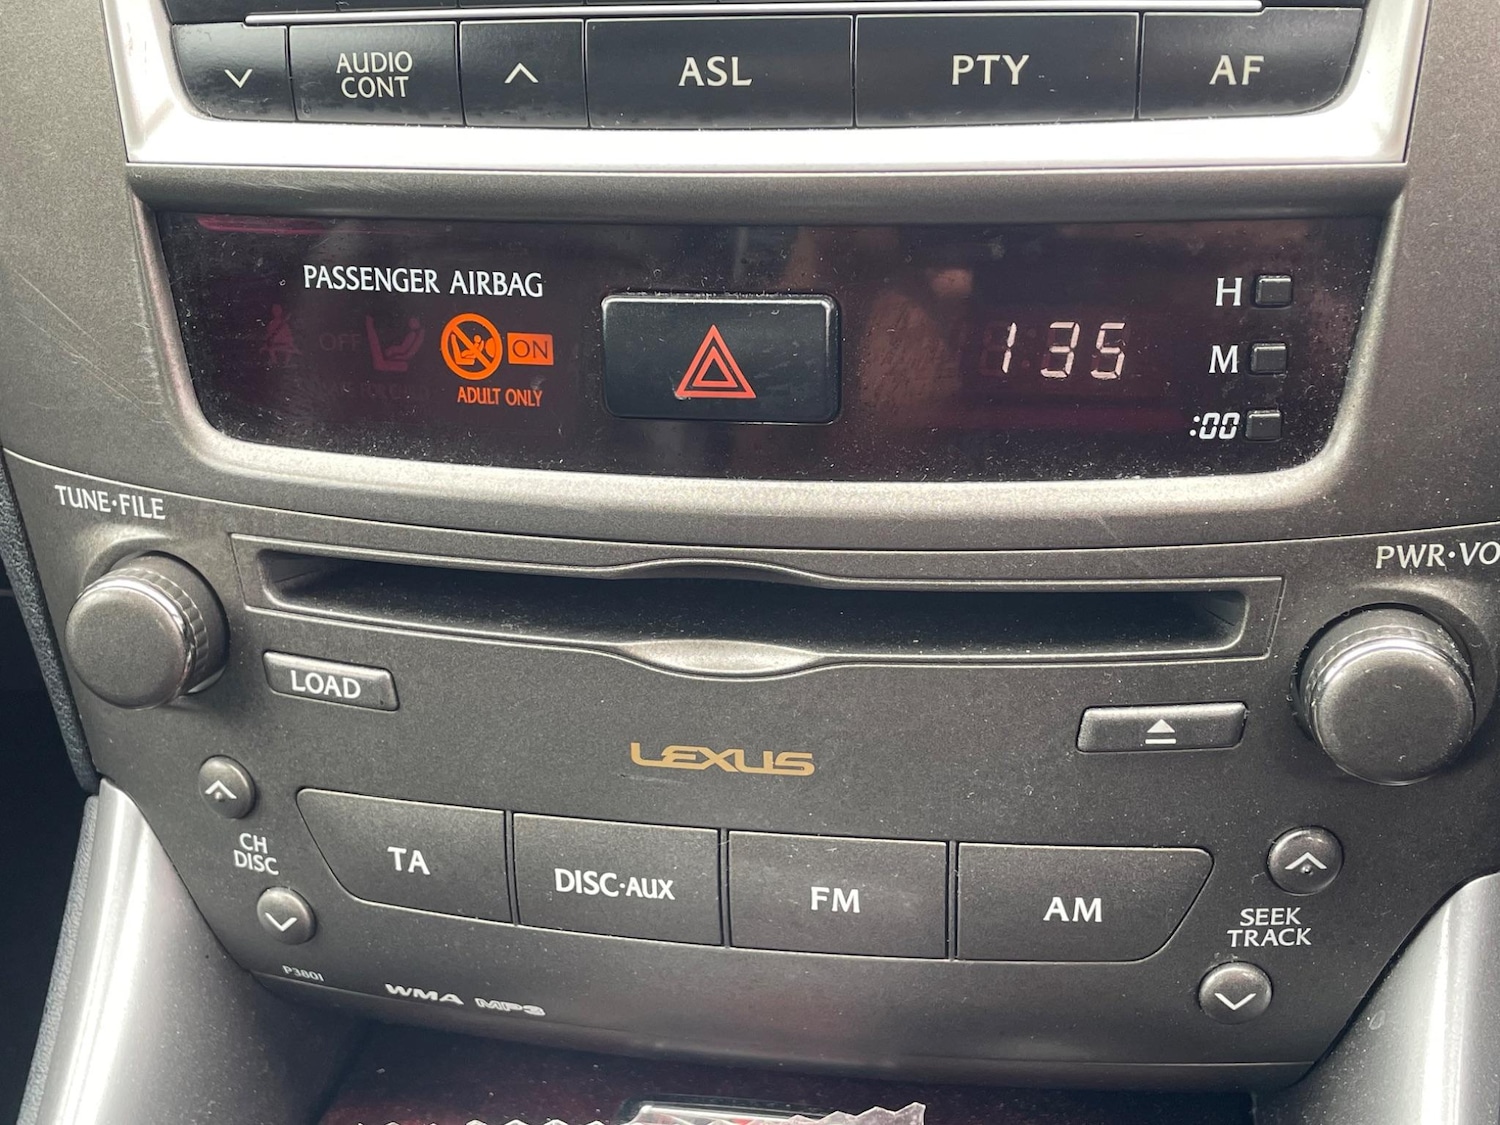 AUDIO
CONT
ASL
PTY
AF
PASSENGER AIRBAG
OFF
ON
ADULT ONLY
1 35
H
M
:00
TUNE•FILE
PWR•VO
LOAD
LEXUS
CH
DISC
TA
DISC•AUX
FM
AM
SEEK
TRACK
P3801
WMA MP3